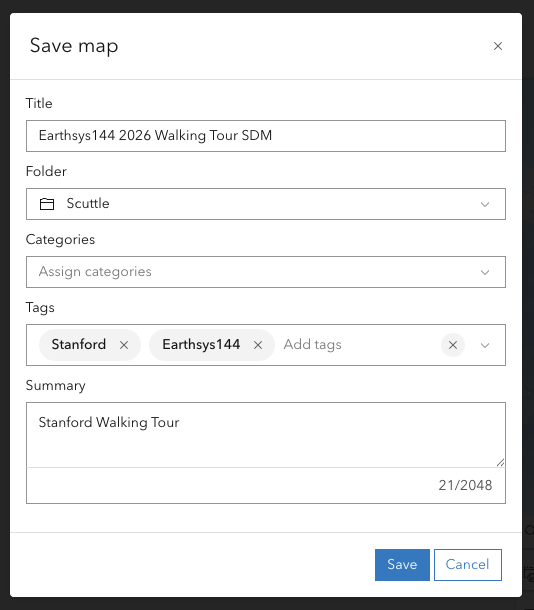 Save map
Title
Earthsys144 2026 Walking Tour SDM
Folder
Scuttle
Categories
Assign categories
Tags
Stanford Earthsys144 Add tags
Summary
Stanford Walking Tour
21/2048
Save Cancel